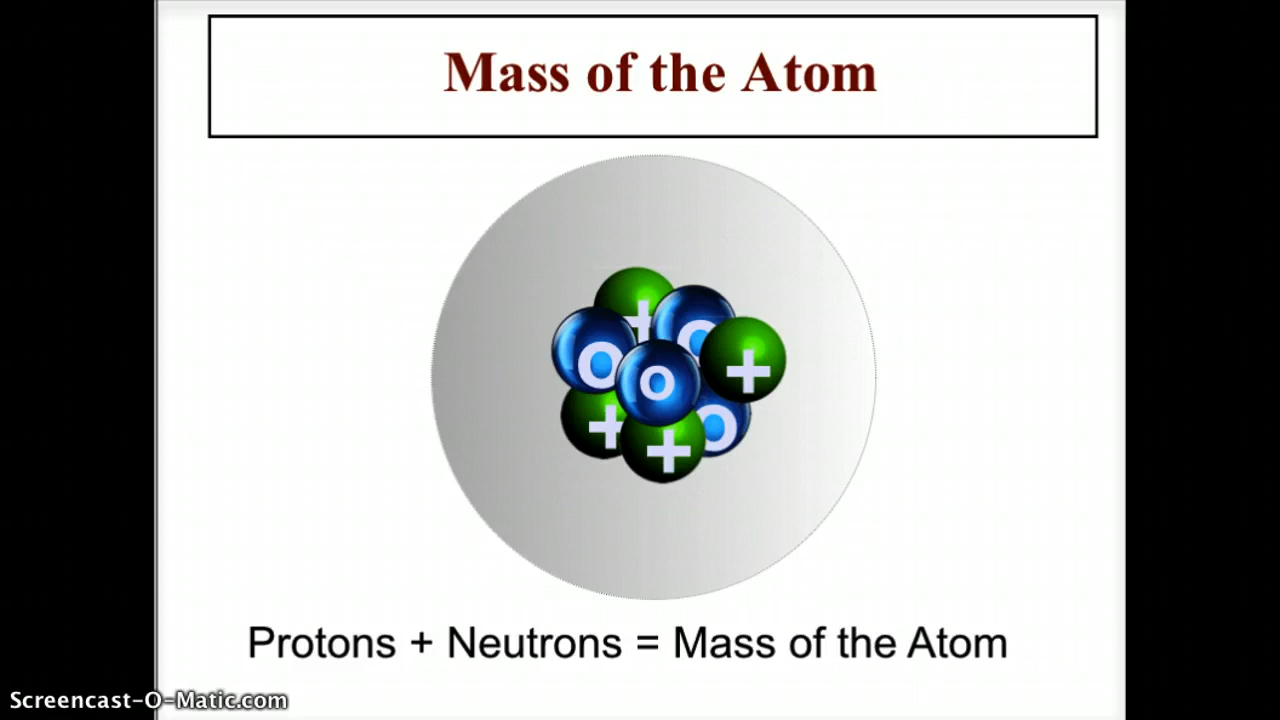 Mass of the Atom
+
O
O
+
O
+
O
+
Protons + Neutrons = Mass of the Atom
Screencast-O-Matic.com